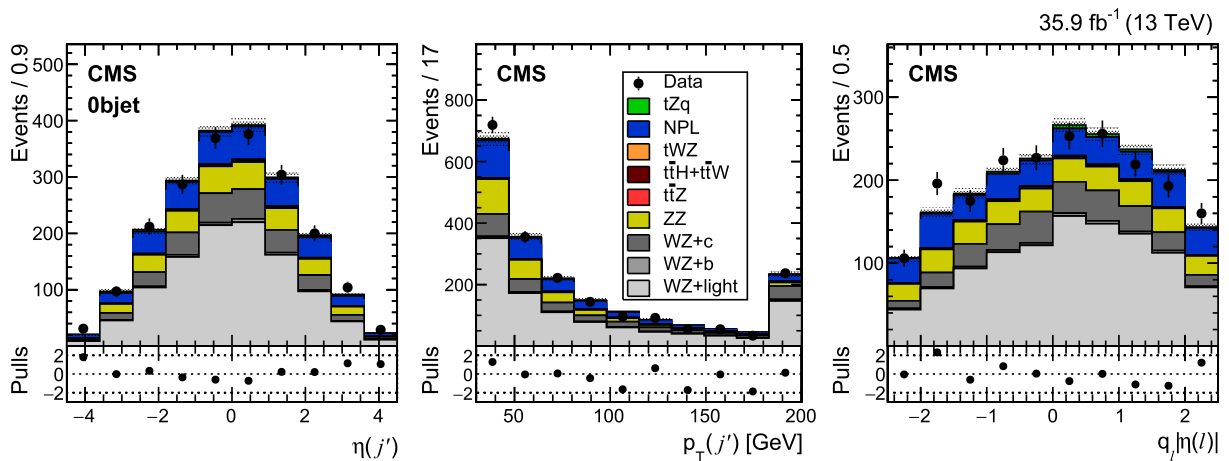 35.9 fb⁻¹ (13 TeV)
Events / 0.9
500
400
300
200
100
CMS
0bjet
Pulls
2
0
−2
−4 −2 0 2 4
η(j′)
Events / 17
800
600
400
200
CMS
Data
tZq
NPL
tWZ
tt̄H+tt̄W
tt̄Z
ZZ
WZ+c
WZ+b
WZ+light
Pulls
2
0
−2
50 100 150 200
p_T(j′) [GeV]
Events / 0.5
300
200
100
CMS
Pulls
2
0
−2
−2 −1 0 1 2
q_l|η(l)|